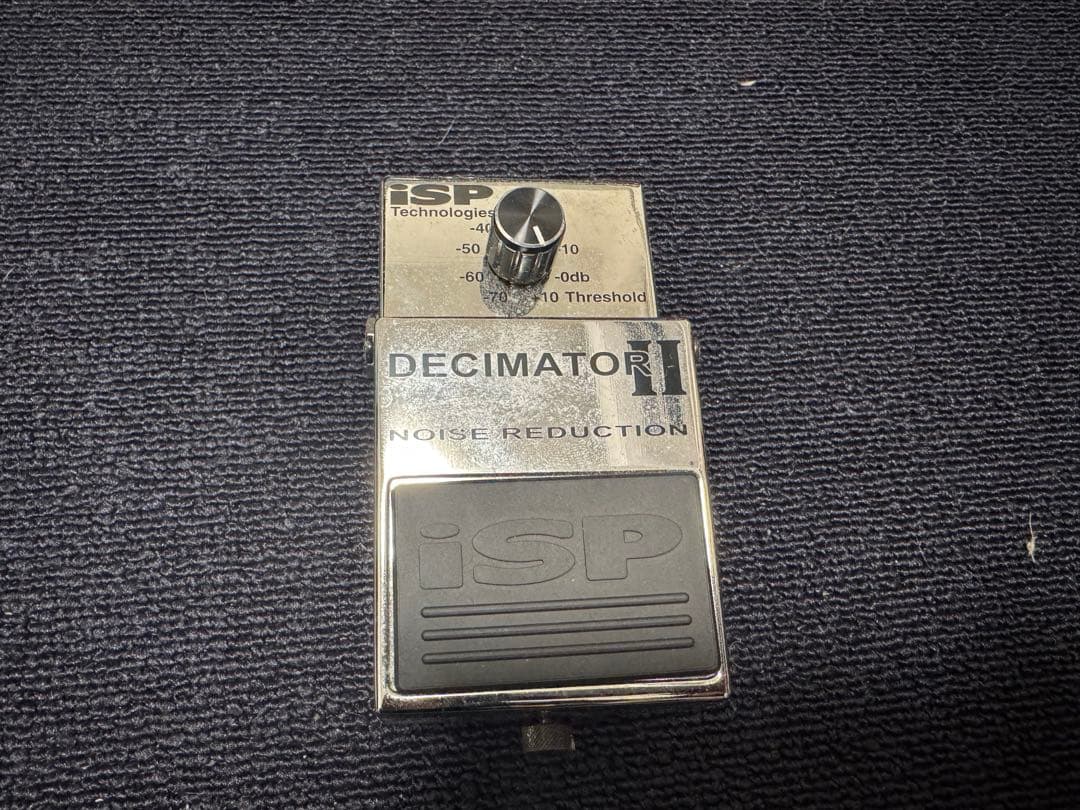 iSP
Technologies
-40
-50 -10
-60 -0db
-70 +10 Threshold
DECIMATOR II
NOISE REDUCTION
iSP